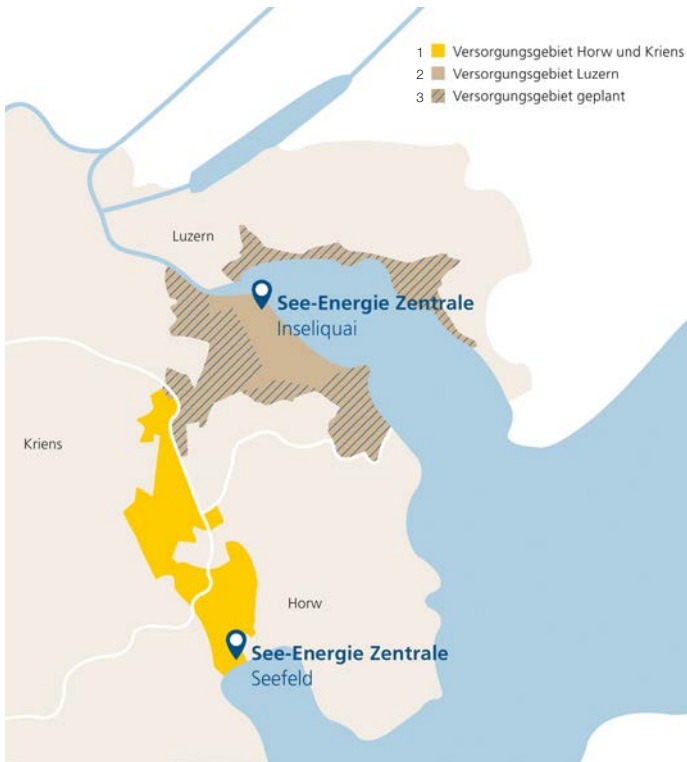 1 Versorgungsgebiet Horw und Kriens
2 Versorgungsgebiet Luzern
3 Versorgungsgebiet geplant
Luzern
See-Energie Zentrale
Inseliquai
Kriens
Horw
See-Energie Zentrale
Seefeld